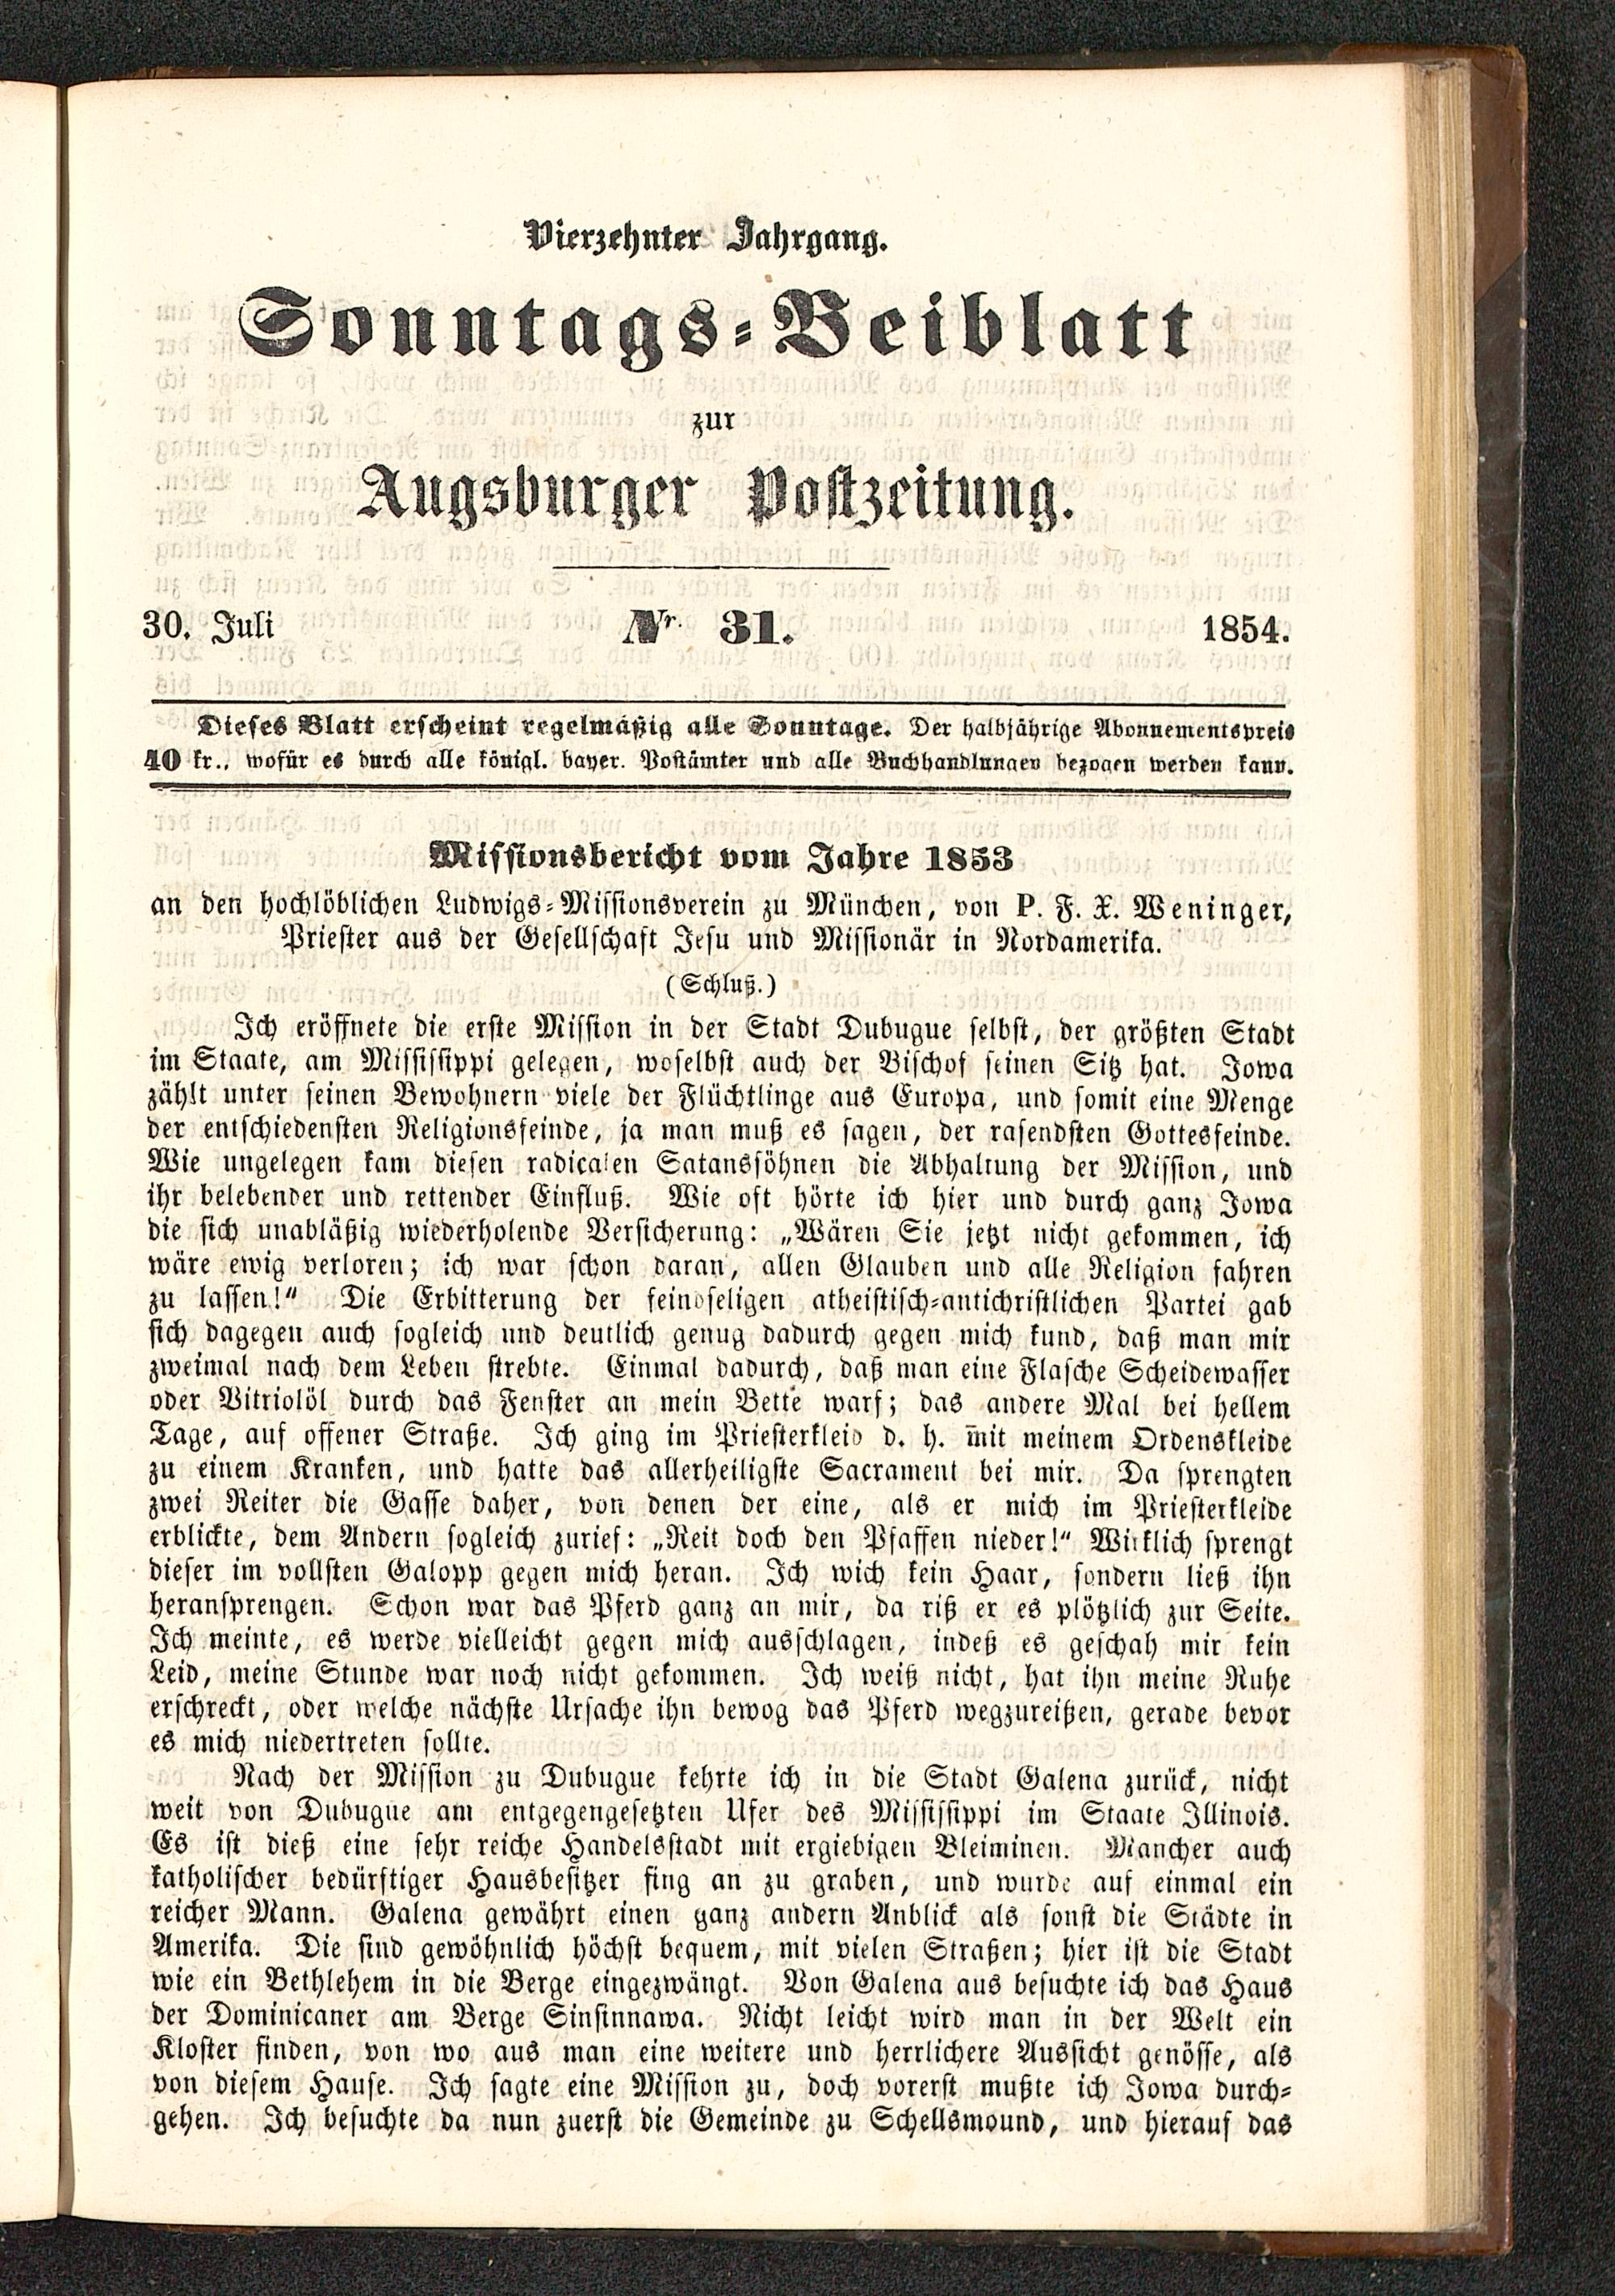 Vierzehnter Jahrgang.
Sonntags-Beiblatt
zur
Augsburger Postzeitung.
30. Juli Nr. 31. 1854.
Dieses Blatt erscheint regelmäßig alle Sonntage. Der halbjährige Abonnementspreis
40 kr., wofür es durch alle königl. bayer. Postämter und alle Buchhandlungen bezogen werden kann.
Missionsbericht vom Jahre 1853
an den hochlöblichen Ludwigs-Missionsverein zu München, von P. F. X. Weninger,
Priester aus der Gesellschaft Jesu und Missionär in Nordamerika.
(Schluß.)
Ich eröffnete die erste Mission in der Stadt Dubugue selbst, der größten Stadt
im Staate, am Mississippi gelegen, woselbst auch der Bischof seinen Sitz hat. Iowa
zählt unter seinen Bewohnern viele der Flüchtlinge aus Europa, und somit eine Menge
der entschiedensten Religionsfeinde, ja man muß es sagen, der rasendsten Gottesfeinde.
Wie ungelegen kam diesen radicalen Satanssöhnen die Abhaltung der Mission, und
ihr belebender und rettender Einfluß. Wie oft hörte ich hier und durch ganz Iowa
die sich unabläßig wiederholende Versicherung: „Wären Sie jetzt nicht gekommen, ich
wäre ewig verloren; ich war schon daran, allen Glauben und alle Religion fahren
zu lassen!“ Die Erbitterung der feindseligen atheistisch-antichristlichen Partei gab
sich dagegen auch sogleich und deutlich genug dadurch gegen mich kund, daß man mir
zweimal nach dem Leben strebte. Einmal dadurch, daß man eine Flasche Scheidewasser
oder Vitriolöl durch das Fenster an mein Bette warf; das andere Mal bei hellem
Tage, auf offener Straße. Ich ging im Priesterkleid d. h. mit meinem Ordenskleide
zu einem Kranken, und hatte das allerheiligste Sacrament bei mir. Da sprengten
zwei Reiter die Gasse daher, von denen der eine, als er mich im Priesterkleide
erblickte, dem Andern sogleich zurief: „Reit doch den Pfaffen nieder!“ Wirklich sprengt
dieser im vollsten Galopp gegen mich heran. Ich wich kein Haar, sondern ließ ihn
heransprengen. Schon war das Pferd ganz an mir, da riß er es plötzlich zur Seite.
Ich meinte, es werde vielleicht gegen mich ausschlagen, indeß es geschah mir kein
Leid, meine Stunde war noch nicht gekommen. Ich weiß nicht, hat ihn meine Ruhe
erschreckt, oder welche nächste Ursache ihn bewog das Pferd wegzureißen, gerade bevor
es mich niedertreten sollte.
Nach der Mission zu Dubugue kehrte ich in die Stadt Galena zurück, nicht
weit von Dubugue am entgegengesetzten Ufer des Mississippi im Staate Illinois.
Es ist dieß eine sehr reiche Handelsstadt mit ergiebigen Bleiminen. Mancher auch
katholischer bedürftiger Hausbesitzer fing an zu graben, und wurde auf einmal ein
reicher Mann. Galena gewährt einen ganz andern Anblick als sonst die Städte in
Amerika. Die sind gewöhnlich höchst bequem, mit vielen Straßen; hier ist die Stadt
wie ein Bethlehem in die Berge eingezwängt. Von Galena aus besuchte ich das Haus
der Dominicaner am Berge Sinsinnawa. Nicht leicht wird man in der Welt ein
Kloster finden, von wo aus man eine weitere und herrlichere Aussicht genösse, als
von diesem Hause. Ich sagte eine Mission zu, doch vorerst mußte ich Iowa durch-
gehen. Ich besuchte da nun zuerst die Gemeinde zu Schellsmound, und hierauf das